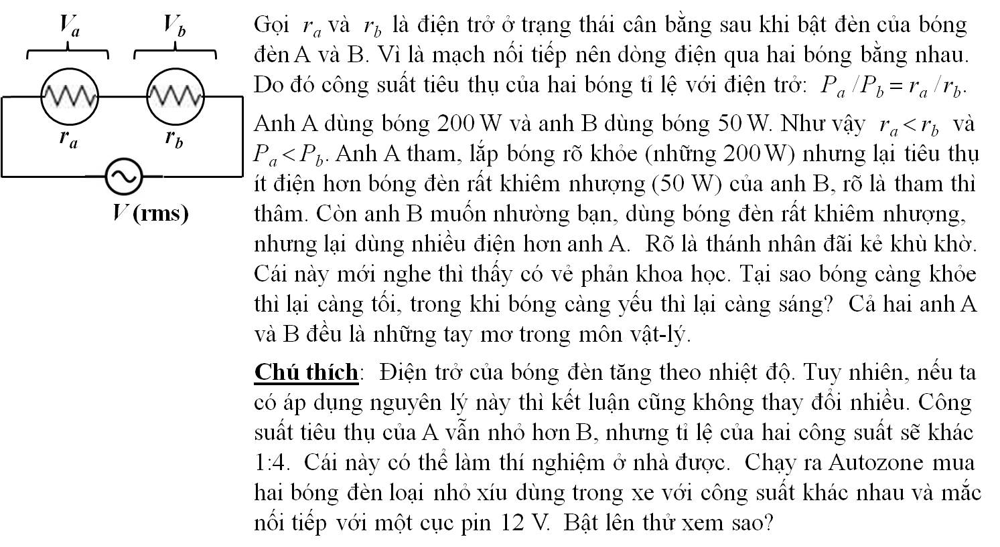 V_a V_b
r_a r_b
V (rms)
Gọi r_a và r_b là điện trở ở trạng thái cân bằng sau khi bật đèn của bóng
đèn A và B. Vì là mạch nối tiếp nên dòng điện qua hai bóng bằng nhau.
Do đó công suất tiêu thụ của hai bóng tỉ lệ với điện trở: P_a /P_b = r_a /r_b.
Anh A dùng bóng 200 W và anh B dùng bóng 50 W. Như vậy r_a < r_b và
P_a < P_b. Anh A tham, lắp bóng rõ khỏe (những 200 W) nhưng lại tiêu thụ
ít điện hơn bóng đèn rất khiêm nhượng (50 W) của anh B, rõ là tham thì
thâm. Còn anh B muốn nhường bạn, dùng bóng đèn rất khiêm nhượng,
nhưng lại dùng nhiều điện hơn anh A. Rõ là thánh nhân đãi kẻ khù khờ.
Cái này mới nghe thì thấy có vẻ phản khoa học. Tại sao bóng càng khỏe
thì lại càng tối, trong khi bóng càng yếu thì lại càng sáng? Cả hai anh A
và B đều là những tay mơ trong môn vật-lý.
Chú thích: Điện trở của bóng đèn tăng theo nhiệt độ. Tuy nhiên, nếu ta
có áp dụng nguyên lý này thì kết luận cũng không thay đổi nhiều. Công
suất tiêu thụ của A vẫn nhỏ hơn B, nhưng tỉ lệ của hai công suất sẽ khác
1:4. Cái này có thể làm thí nghiệm ở nhà được. Chạy ra Autozone mua
hai bóng đèn loại nhỏ xíu dùng trong xe với công suất khác nhau và mắc
nối tiếp với một cục pin 12 V. Bật lên thử xem sao?